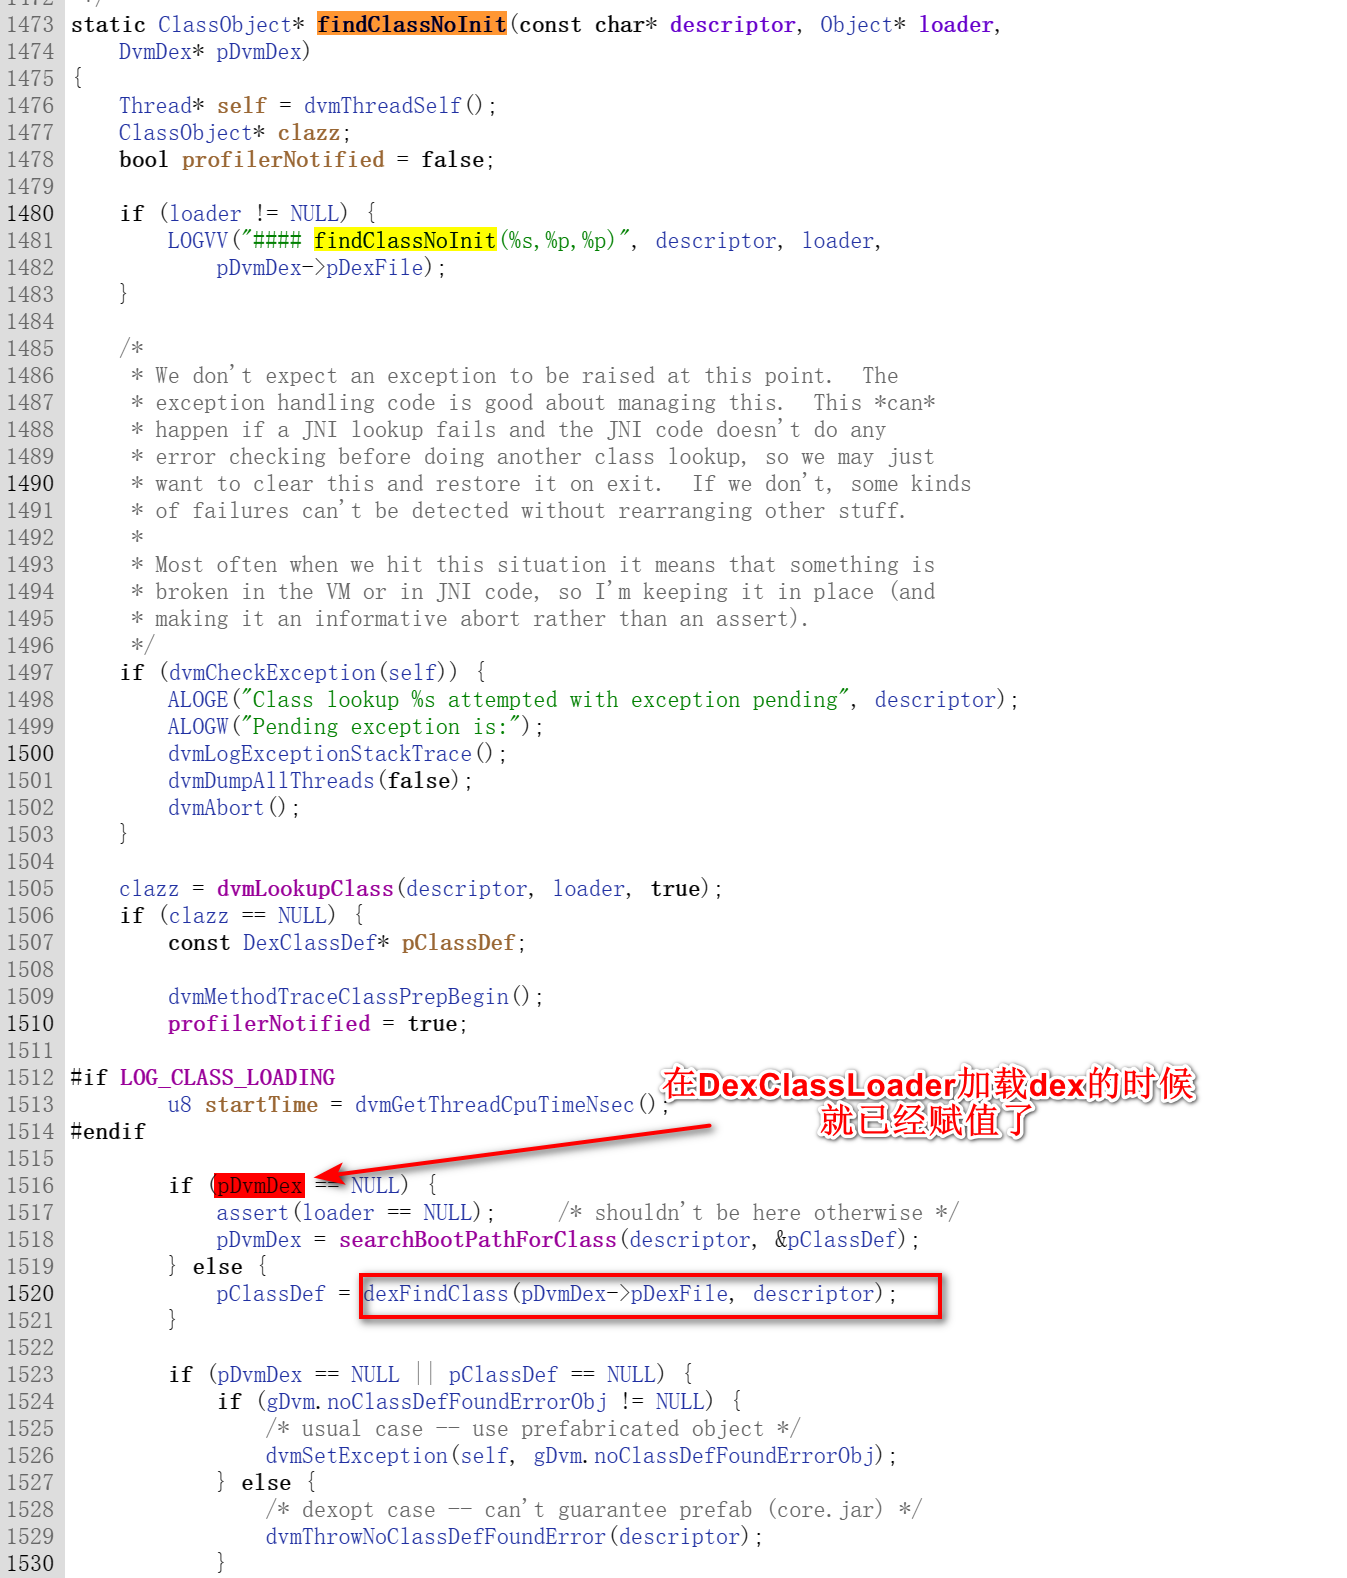 1472 */
1473 static ClassObject* findClassNoInit(const char* descriptor, Object* loader,
1474     DvmDex* pDvmDex)
1475 {
1476     Thread* self = dvmThreadSelf();
1477     ClassObject* clazz;
1478     bool profilerNotified = false;
1479
1480     if (loader != NULL) {
1481         LOGVV("#### findClassNoInit(%s,%p,%p)", descriptor, loader,
1482             pDvmDex->pDexFile);
1483     }
1484
1485     /*
1486      * We don't expect an exception to be raised at this point.  The
1487      * exception handling code is good about managing this.  This *can*
1488      * happen if a JNI lookup fails and the JNI code doesn't do any
1489      * error checking before doing another class lookup, so we may just
1490      * want to clear this and restore it on exit.  If we don't, some kinds
1491      * of failures can't be detected without rearranging other stuff.
1492      *
1493      * Most often when we hit this situation it means that something is
1494      * broken in the VM or in JNI code, so I'm keeping it in place (and
1495      * making it an informative abort rather than an assert).
1496      */
1497     if (dvmCheckException(self)) {
1498         ALOGE("Class lookup %s attempted with exception pending", descriptor);
1499         ALOGW("Pending exception is:");
1500         dvmLogExceptionStackTrace();
1501         dvmDumpAllThreads(false);
1502         dvmAbort();
1503     }
1504
1505     clazz = dvmLookupClass(descriptor, loader, true);
1506     if (clazz == NULL) {
1507         const DexClassDef* pClassDef;
1508
1509         dvmMethodTraceClassPrepBegin();
1510         profilerNotified = true;
1511
1512 #if LOG_CLASS_LOADING
1513         u8 startTime = dvmGetThreadCpuTimeNsec();
1514 #endif
在DexClassLoader加载dex的时候
就已经赋值了
1515
1516         if (pDvmDex == NULL) {
1517             assert(loader == NULL);     /* shouldn't be here otherwise */
1518             pDvmDex = searchBootPathForClass(descriptor, &pClassDef);
1519         } else {
1520             pClassDef = dexFindClass(pDvmDex->pDexFile, descriptor);
1521         }
1522
1523         if (pDvmDex == NULL || pClassDef == NULL) {
1524             if (gDvm.noClassDefFoundErrorObj != NULL) {
1525                 /* usual case -- use prefabricated object */
1526                 dvmSetException(self, gDvm.noClassDefFoundErrorObj);
1527             } else {
1528                 /* dexopt case -- can't guarantee prefab (core.jar) */
1529                 dvmThrowNoClassDefFoundError(descriptor);
1530             }